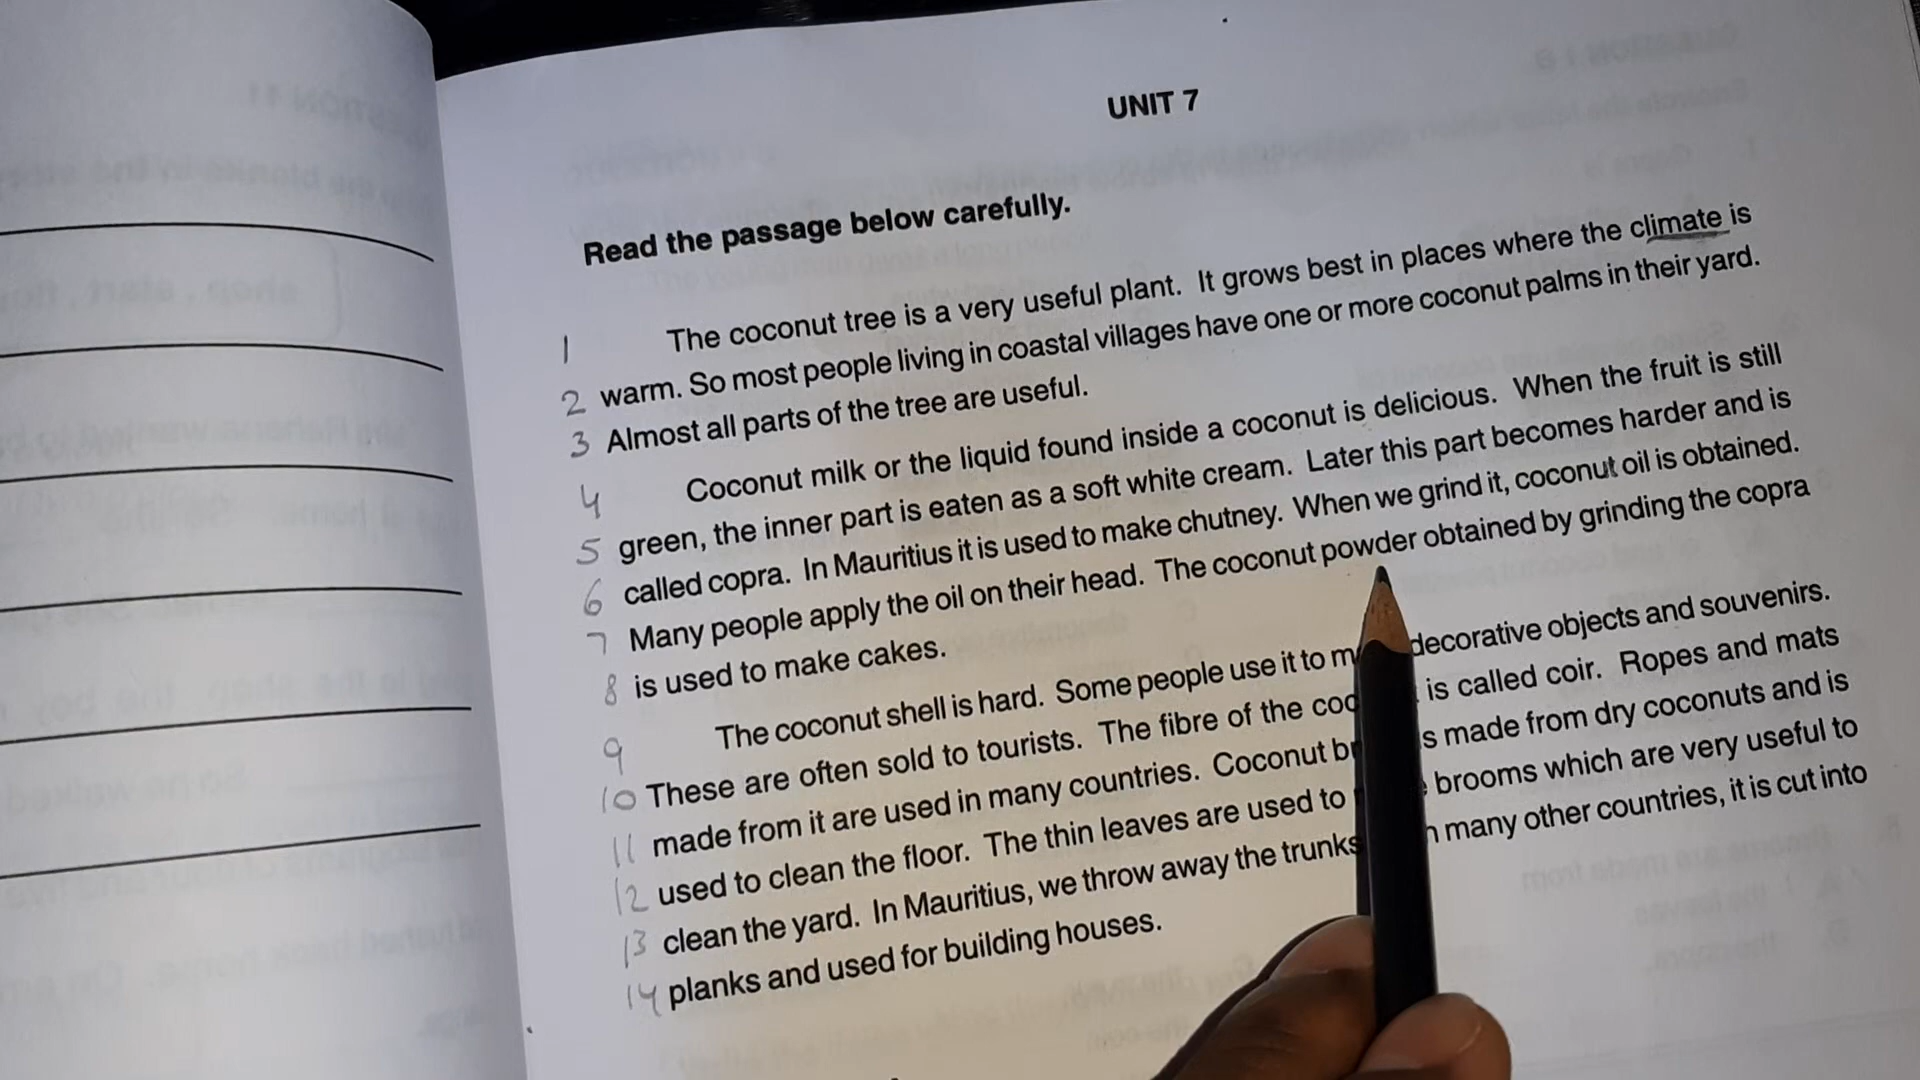 UNIT 7
Read the passage below carefully.
1 The coconut tree is a very useful plant. It grows best in places where the climate is
2 warm. So most people living in coastal villages have one or more coconut palms in their yard.
3 Almost all parts of the tree are useful.
4 Coconut milk or the liquid found inside a coconut is delicious. When the fruit is still
5 green, the inner part is eaten as a soft white cream. Later this part becomes harder and is
6 called copra. In Mauritius it is used to make chutney. When we grind it, coconut oil is obtained.
7 Many people apply the oil on their head. The coconut powder obtained by grinding the copra
8 is used to make cakes.
9 The coconut shell is hard. Some people use it to decorative objects and souvenirs.
10 These are often sold to tourists. The fibre of the is called coir. Ropes and mats
11 made from it are used in many countries. Coconut made from dry coconuts and is
12 used to clean the floor. The thin leaves are used to brooms which are very useful to
13 clean the yard. In Mauritius, we throw away the trunks many other countries, it is cut into
14 planks and used for building houses.